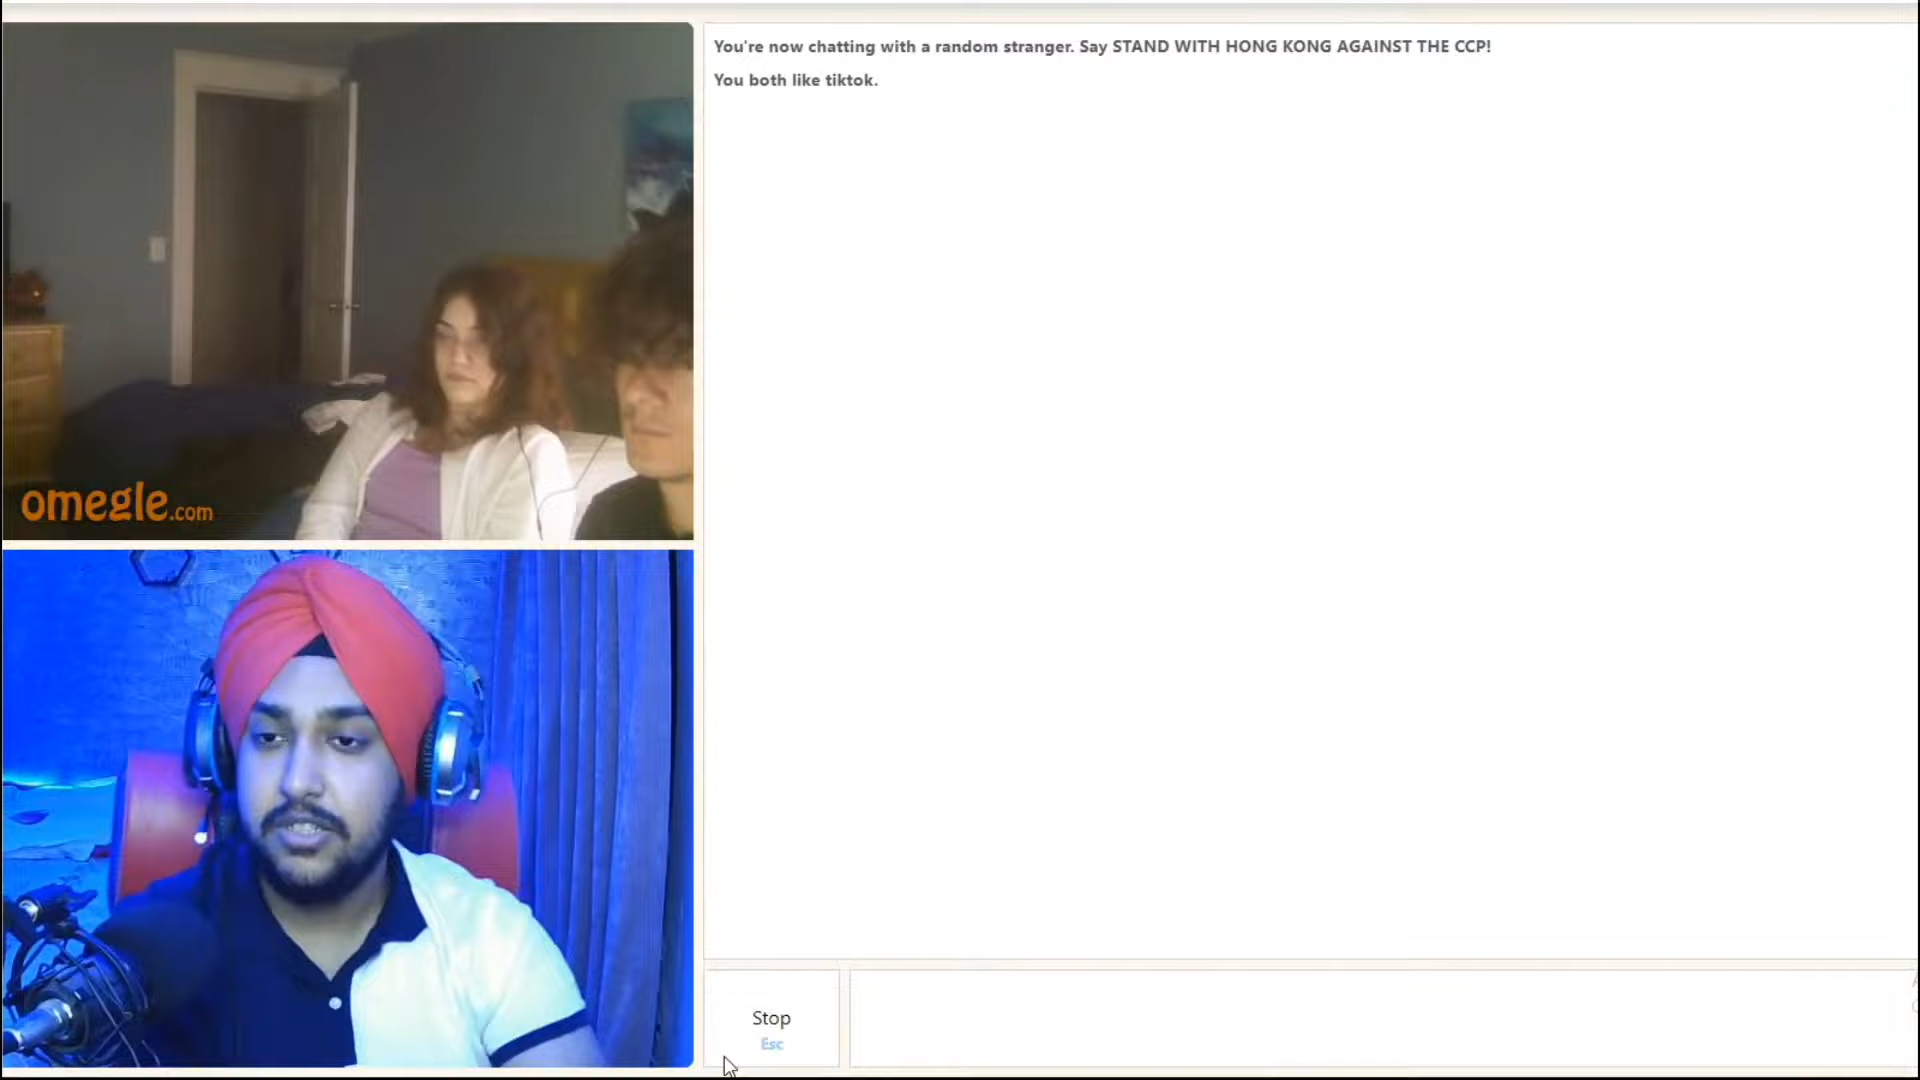 You're now chatting with a random stranger. Say STAND WITH HONG KONG AGAINST THE CCP!
You both like tiktok.
omegle.com
Stop
Esc